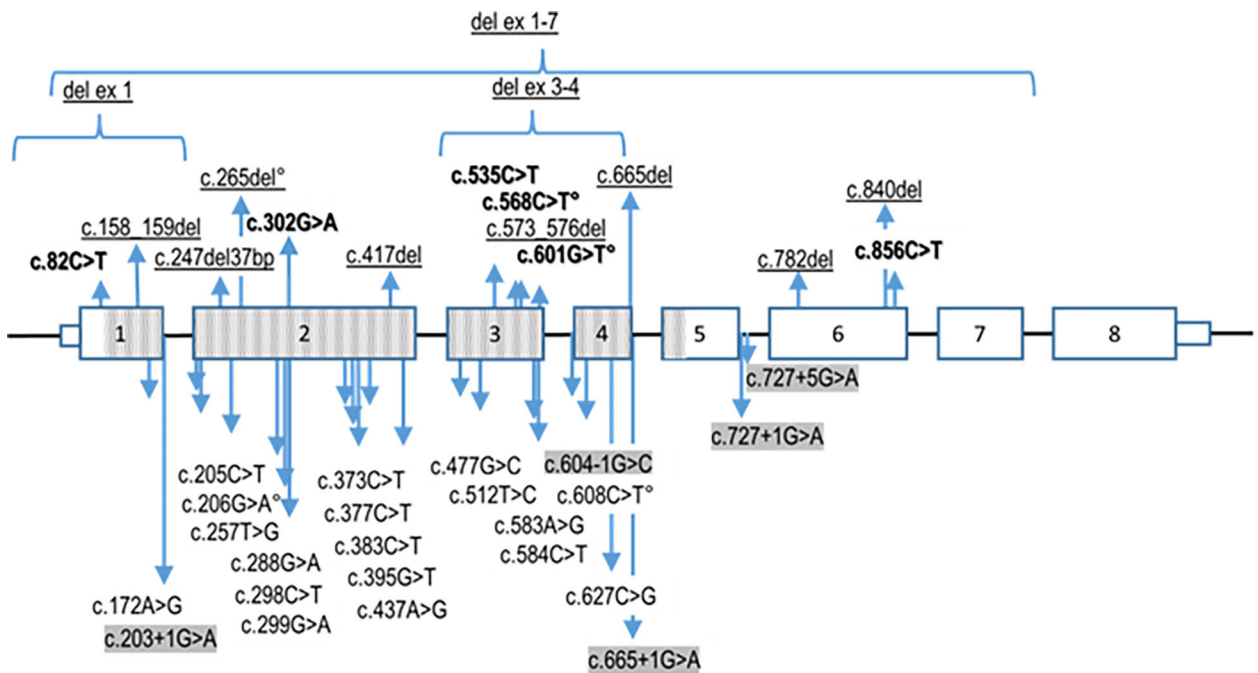 del ex 1-7
del ex 1
del ex 3-4
c.535C>T
c.665del
c.265del°
c.568C>T°
c.840del
c.302G>A
c.158_159del
c.573_576del
c.82C>T
c.247del37bp
c.417del
c.601G>T°
c.782del
c.856C>T
1
2
3
4
5
6
7
8
c.727+5G>A
c.727+1G>A
c.205C>T
c.206G>A°
c.257T>G
c.288G>A
c.298C>T
c.299G>A
c.373C>T
c.377C>T
c.383C>T
c.395G>T
c.437A>G
c.477G>C
c.512T>C
c.583A>G
c.584C>T
c.604-1G>C
c.608C>T°
c.627C>G
c.665+1G>A
c.172A>G
c.203+1G>A